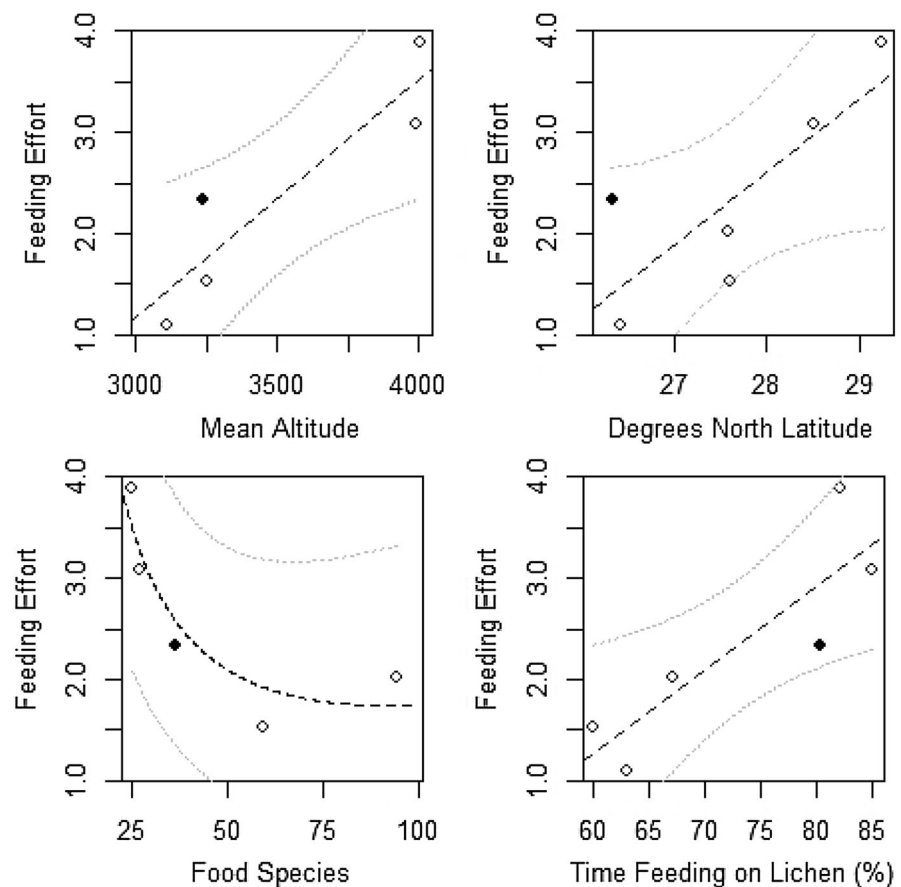 Feeding Effort
4.0
3.0
2.0
1.0
3000 3500 4000
Mean Altitude
Feeding Effort
4.0
3.0
2.0
1.0
27 28 29
Degrees North Latitude
Feeding Effort
4.0
3.0
2.0
1.0
25 50 75 100
Food Species
Feeding Effort
4.0
3.0
2.0
1.0
60 65 70 75 80 85
Time Feeding on Lichen (%)